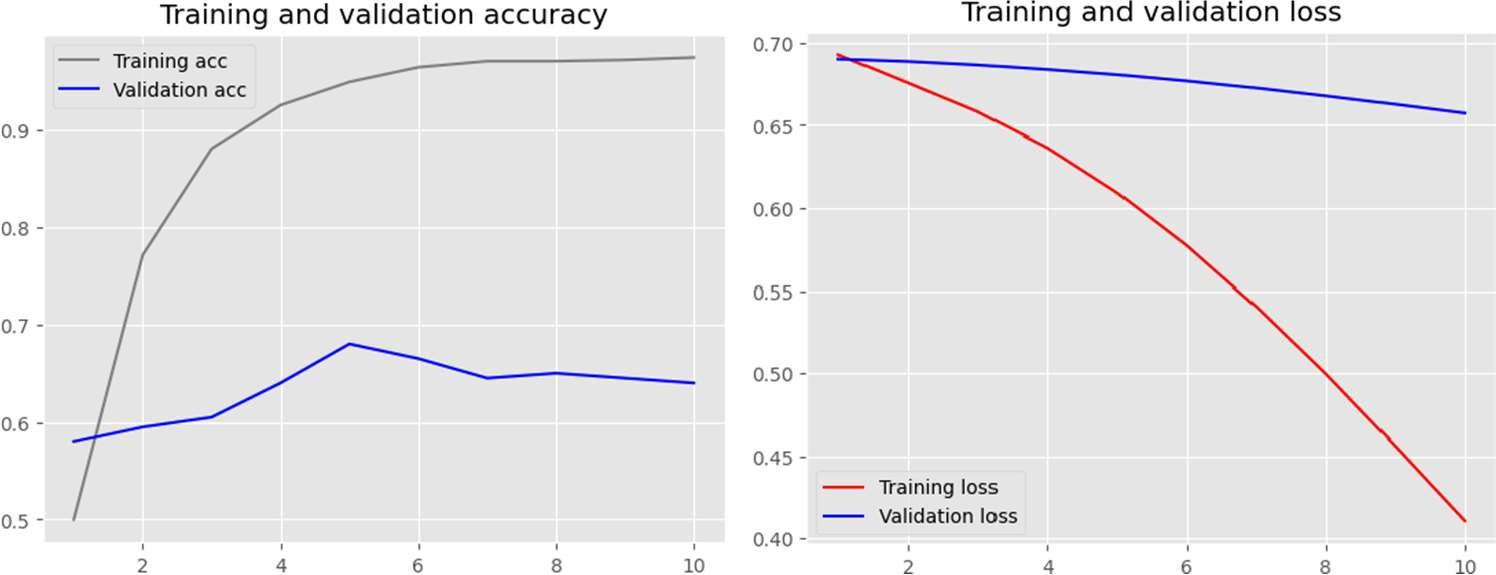 Training and validation accuracy
Training acc
Validation acc
0.9
0.8
0.7
0.6
0.5
2 4 6 8 10
Training and validation loss
0.70
0.65
0.60
0.55
0.50
0.45
0.40
Training loss
Validation loss
2 4 6 8 10